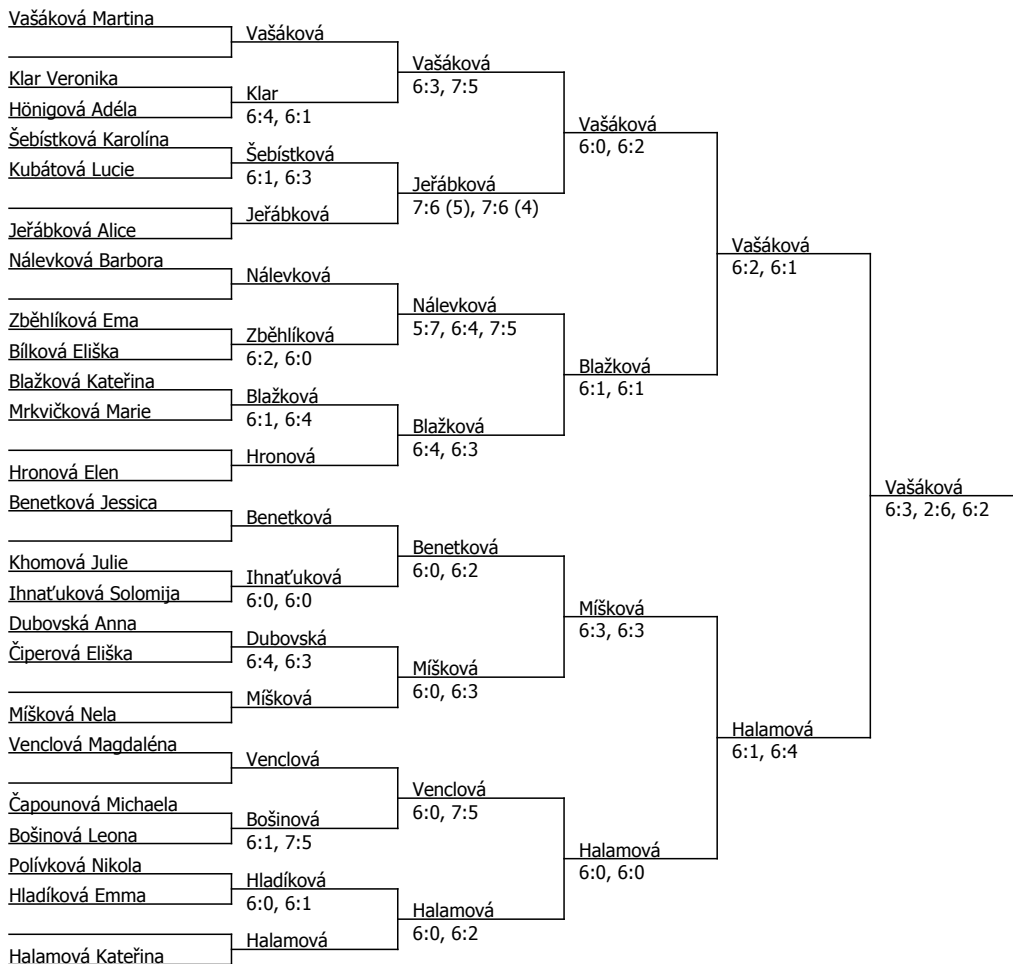 Vašáková Martina
Klar Veronika
Hönigová Adéla
Šebístková Karolína
Kubátová Lucie
Jeřábková Alice
Nálevková Barbora
Zběhlíková Ema
Bílková Eliška
Blažková Kateřina
Mrkvičková Marie
Hronová Elen
Benetková Jessica
Khomová Julie
Ihnaťuková Solomija
Dubovská Anna
Čiperová Eliška
Míšková Nela
Venclová Magdaléna
Čapounová Michaela
Bošinová Leona
Polívková Nikola
Hladíková Emma
Halamová Kateřina
Vašáková
Klar
6:4, 6:1
Šebístková
6:1, 6:3
Jeřábková
Nálevková
Zběhlíková
6:2, 6:0
Blažková
6:1, 6:4
Hronová
Benetková
Ihnaťuková
6:0, 6:0
Dubovská
6:4, 6:3
Míšková
Venclová
Bošinová
6:1, 7:5
Hladíková
6:0, 6:1
Halamová
Vašáková
6:3, 7:5
Jeřábková
7:6 (5), 7:6 (4)
Nálevková
5:7, 6:4, 7:5
Blažková
6:4, 6:3
Benetková
6:0, 6:2
Míšková
6:0, 6:3
Venclová
6:0, 7:5
Halamová
6:0, 6:2
Vašáková
6:0, 6:2
Blažková
6:1, 6:1
Míšková
6:3, 6:3
Halamová
6:0, 6:0
Vašáková
6:2, 6:1
Halamová
6:1, 6:4
Vašáková
6:3, 2:6, 6:2